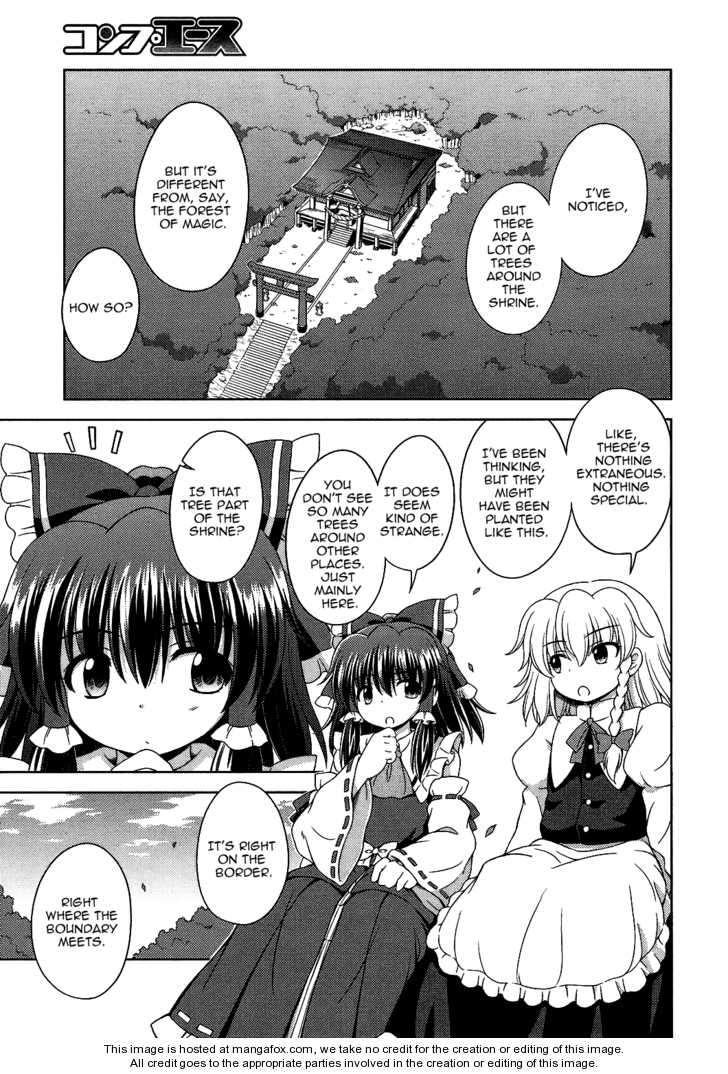 コンプエース
I'VE
NOTICED,
BUT
THERE
ARE A
LOT OF
TREES
AROUND
THE
SHRINE.
BUT IT'S
DIFFERENT
FROM, SAY,
THE FOREST
OF MAGIC.
HOW SO?
LIKE,
THERE'S
NOTHING
EXTRANEOUS.
NOTHING
SPECIAL.
I'VE BEEN
THINKING,
BUT THEY
MIGHT
HAVE BEEN
PLANTED
LIKE THIS.
IT DOES
SEEM
KIND OF
STRANGE.
YOU
DON'T SEE
SO MANY
TREES
AROUND
OTHER
PLACES.
JUST
MAINLY
HERE.
IS THAT
TREE PART
OF THE
SHRINE?
IT'S RIGHT
ON THE
BORDER.
RIGHT
WHERE THE
BOUNDARY
MEETS.
This image is hosted at mangafox.com, we take no credit for the creation or editing of this image.
All credit goes to the appropriate parties involved in the creation or editing of this image.